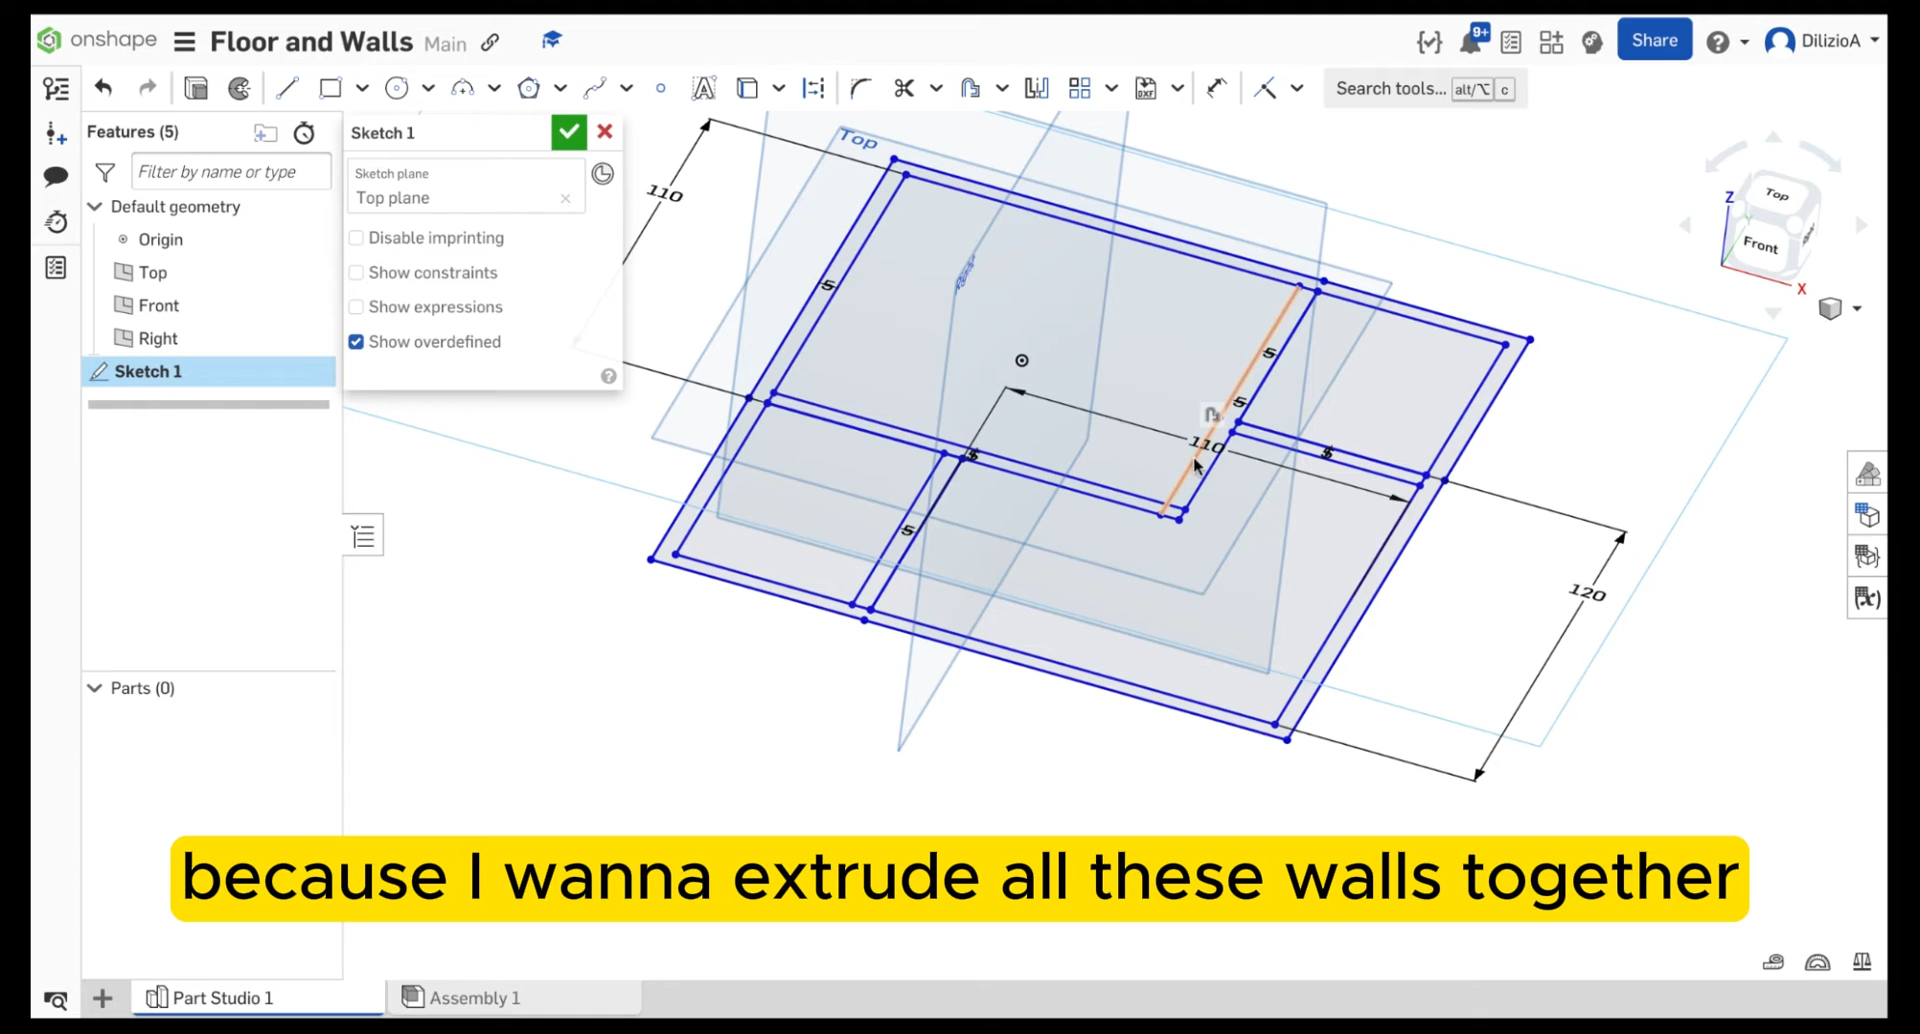 onshape Floor and Walls Main 9+ Share DilizioA
Search tools... alt/⌥ c
Features (5)
Filter by name or type
Default geometry
Origin
Top
Front
Right
Sketch 1
Parts (0)
Sketch 1
Sketch plane
Top plane
Disable imprinting
Show constraints
Show expressions
Show overdefined
Top
110
5
5
5
110
5
5
120
Z
Top
Front
X
(x)
because I wanna extrude all these walls together
Part Studio 1
Assembly 1